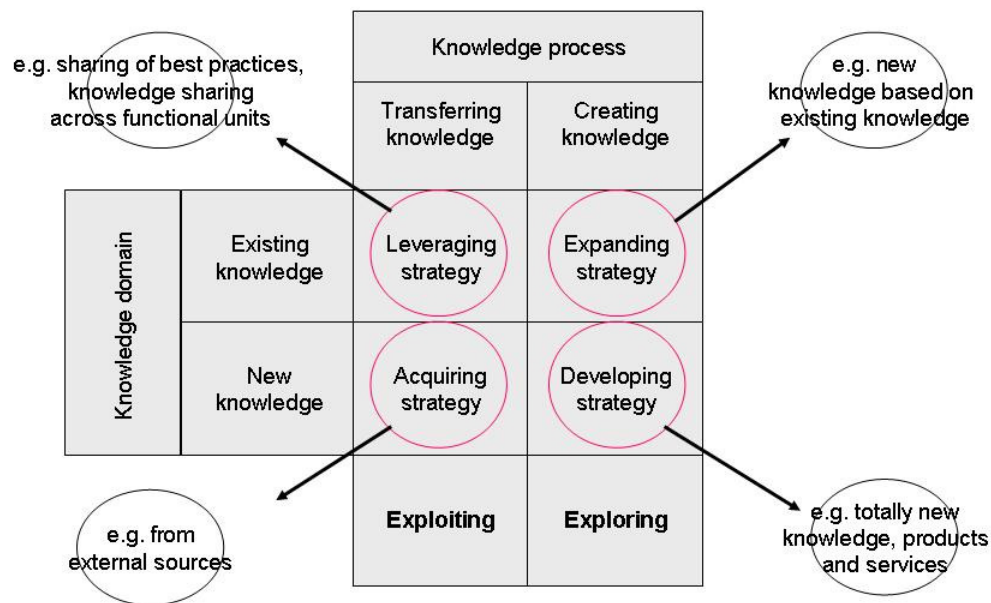 Knowledge process
e.g. sharing of best practices,
knowledge sharing
across functional units
e.g. new
knowledge based on
existing knowledge
Transferring
knowledge
Creating
knowledge
Knowledge domain
Existing
knowledge
Leveraging
strategy
Expanding
strategy
New
knowledge
Acquiring
strategy
Developing
strategy
Exploiting
Exploring
e.g. from
external sources
e.g. totally new
knowledge, products
and services